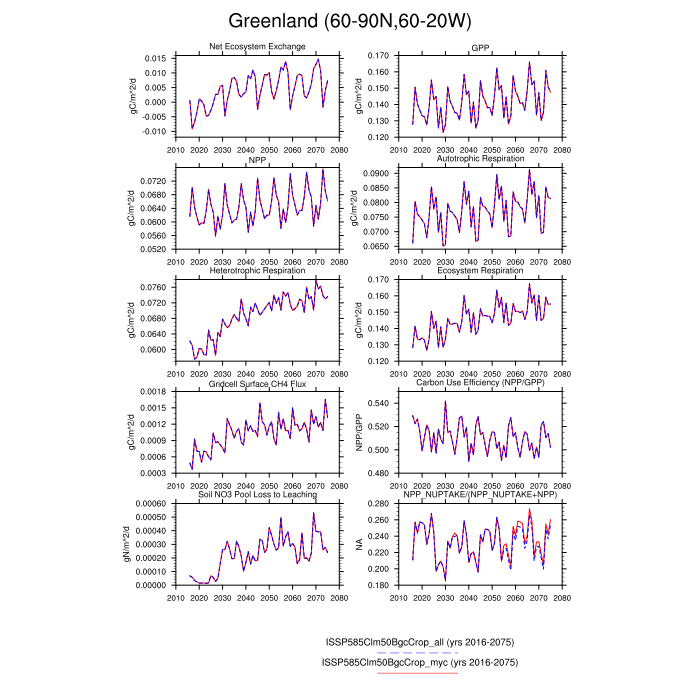 Greenland (60-90N,60-20W)
Net Ecosystem Exchange
GPP
gC/m^2/d
0.015
0.010
0.005
0.000
-0.005
-0.010
2010 2020 2030 2040 2050 2060 2070 2080
gC/m^2/d
0.170
0.160
0.150
0.140
0.130
0.120
2010 2020 2030 2040 2050 2060 2070 2080
NPP
Autotrophic Respiration
gC/m^2/d
0.0720
0.0680
0.0640
0.0600
0.0560
0.0520
2010 2020 2030 2040 2050 2060 2070 2080
gC/m^2/d
0.0900
0.0850
0.0800
0.0750
0.0700
0.0650
2010 2020 2030 2040 2050 2060 2070 2080
Heterotrophic Respiration
Ecosystem Respiration
gC/m^2/d
0.0760
0.0720
0.0680
0.0640
0.0600
2010 2020 2030 2040 2050 2060 2070 2080
gC/m^2/d
0.170
0.160
0.150
0.140
0.130
0.120
2010 2020 2030 2040 2050 2060 2070 2080
Gridcell Surface CH4 Flux
Carbon Use Efficiency (NPP/GPP)
gC/m^2/d
0.0018
0.0015
0.0012
0.0009
0.0006
0.0003
2010 2020 2030 2040 2050 2060 2070 2080
NPP/GPP
0.540
0.520
0.500
0.480
2010 2020 2030 2040 2050 2060 2070 2080
Soil NO3 Pool Loss to Leaching
NPP_NUPTAKE/(NPP_NUPTAKE+NPP)
gN/m^2/d
0.00060
0.00050
0.00040
0.00030
0.00020
0.00010
0.00000
2010 2020 2030 2040 2050 2060 2070 2080
NA
0.280
0.260
0.240
0.220
0.200
0.180
2010 2020 2030 2040 2050 2060 2070 2080
ISSP585Clm50BgcCrop_all (yrs 2016-2075)
ISSP585Clm50BgcCrop_myc (yrs 2016-2075)